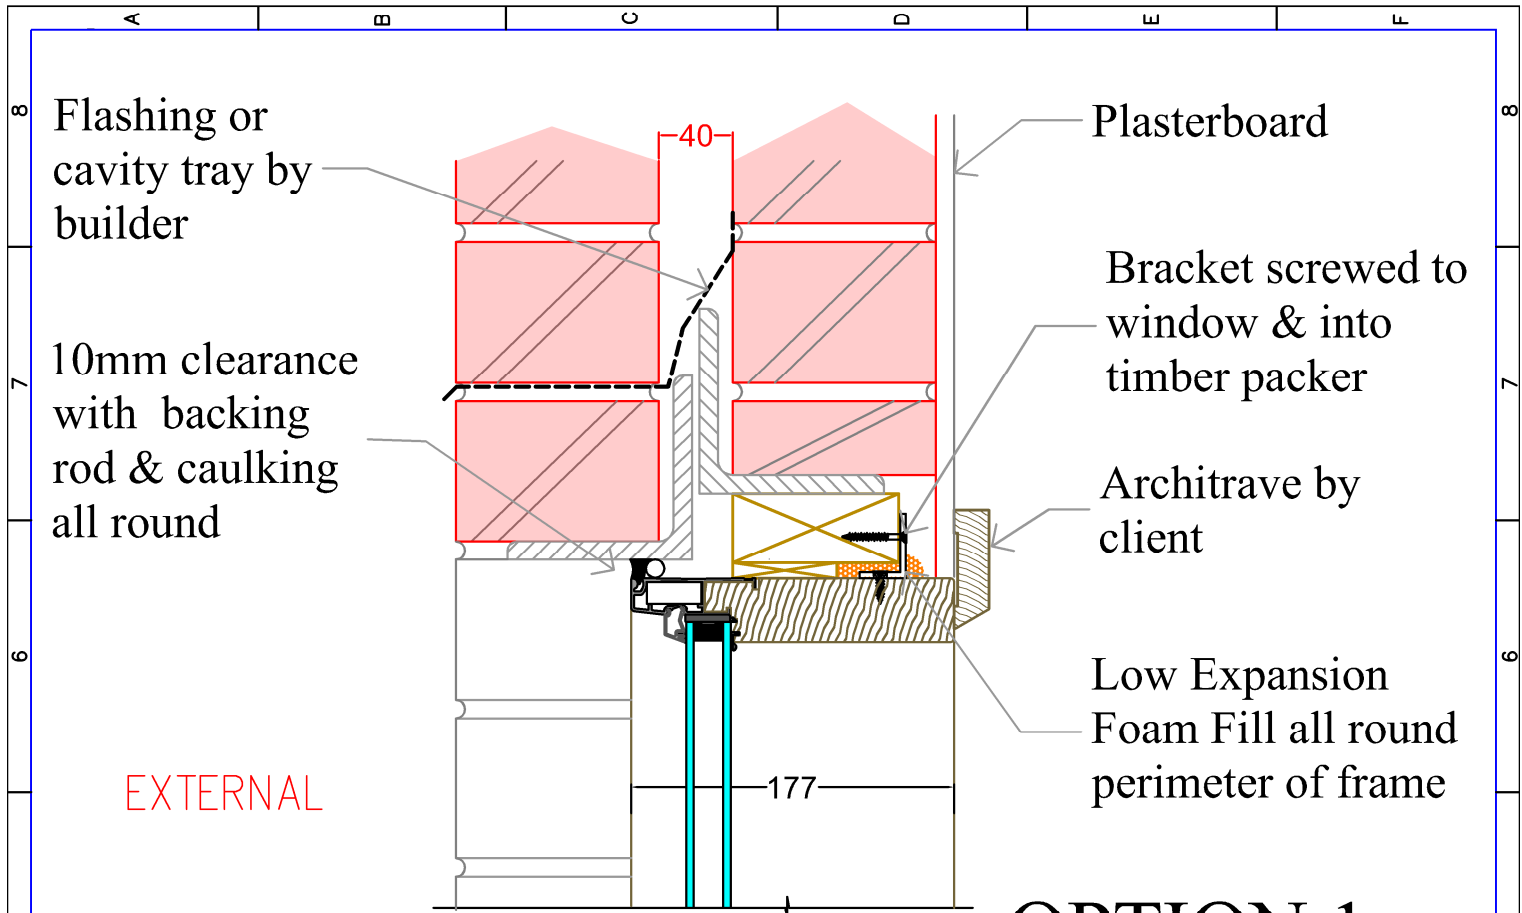 A B C D E F
8 8
Flashing or
cavity tray by
builder
40
Plasterboard
Bracket screwed to
window & into
timber packer
10mm clearance
with backing
rod & caulking
all round
7 7
Architrave by
client
6 6
Low Expansion
Foam Fill all round
perimeter of frame
EXTERNAL
177
OPTION 1